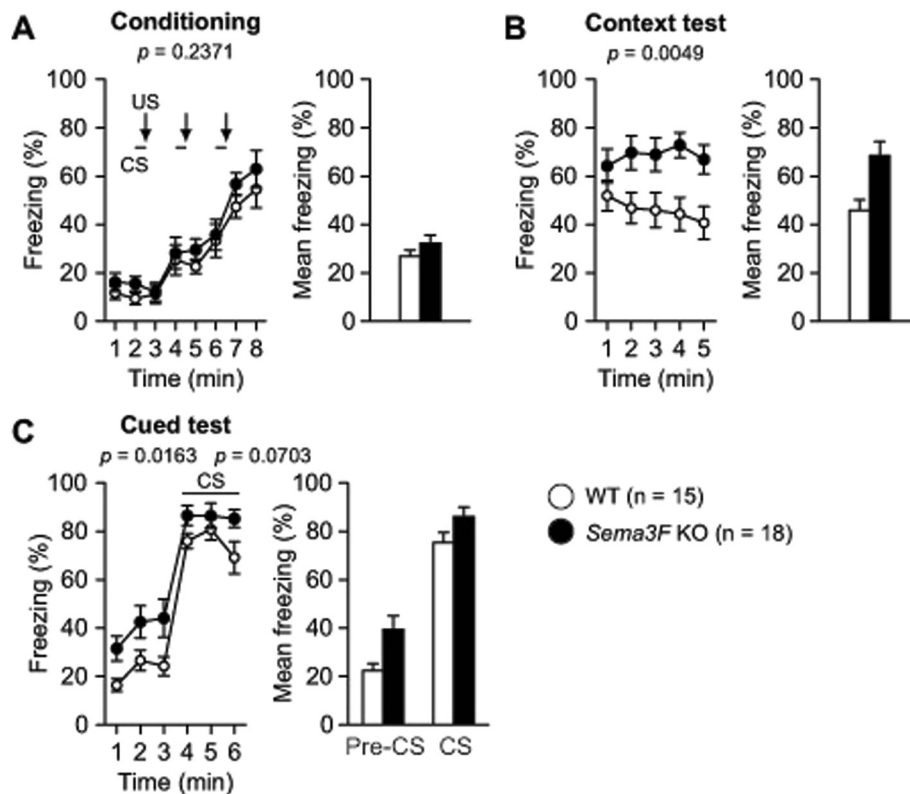 A
Conditioning
p = 0.2371
Freezing (%)
100
80
60
40
20
0
US
CS
1 2 3 4 5 6 7 8
Time (min)
Mean freezing (%)
100
80
60
40
20
0
B
Context test
p = 0.0049
Freezing (%)
100
80
60
40
20
0
1 2 3 4 5
Time (min)
Mean freezing (%)
100
80
60
40
20
0
C
Cued test
p = 0.0163 p = 0.0703
CS
Freezing (%)
100
80
60
40
20
0
1 2 3 4 5 6
Time (min)
Mean freezing (%)
100
80
60
40
20
0
Pre-CS CS
WT (n = 15)
Sema3F KO (n = 18)